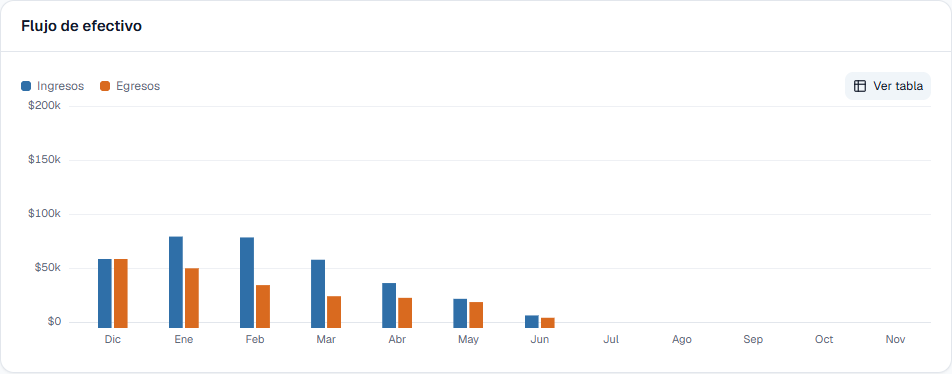 Flujo de efectivo
Ingresos Egresos
Ver tabla
$200k
$150k
$100k
$50k
$0
Dic Ene Feb Mar Abr May Jun Jul Ago Sep Oct Nov